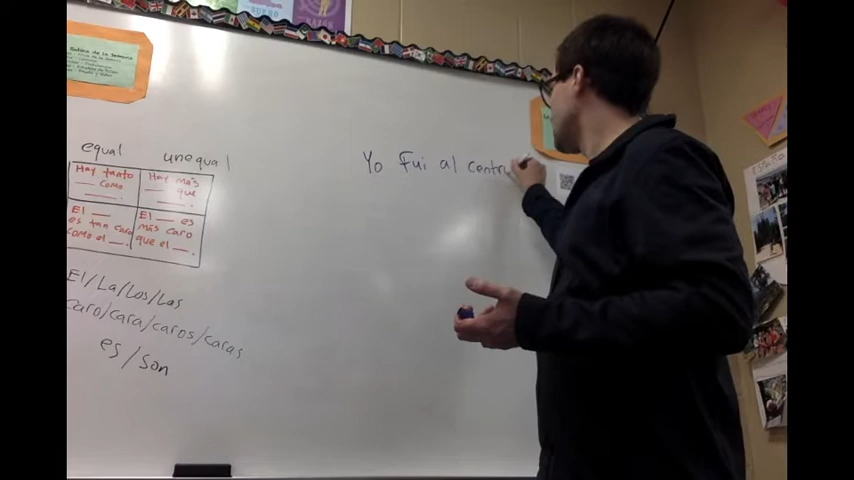 equal unequal
Hay tanto
como
Hay más
que
El
es tan caro
como el
El es
más caro
que el
El/La/Los/Las
caro/cara/caros/caras
es/son
Yo fui al centr